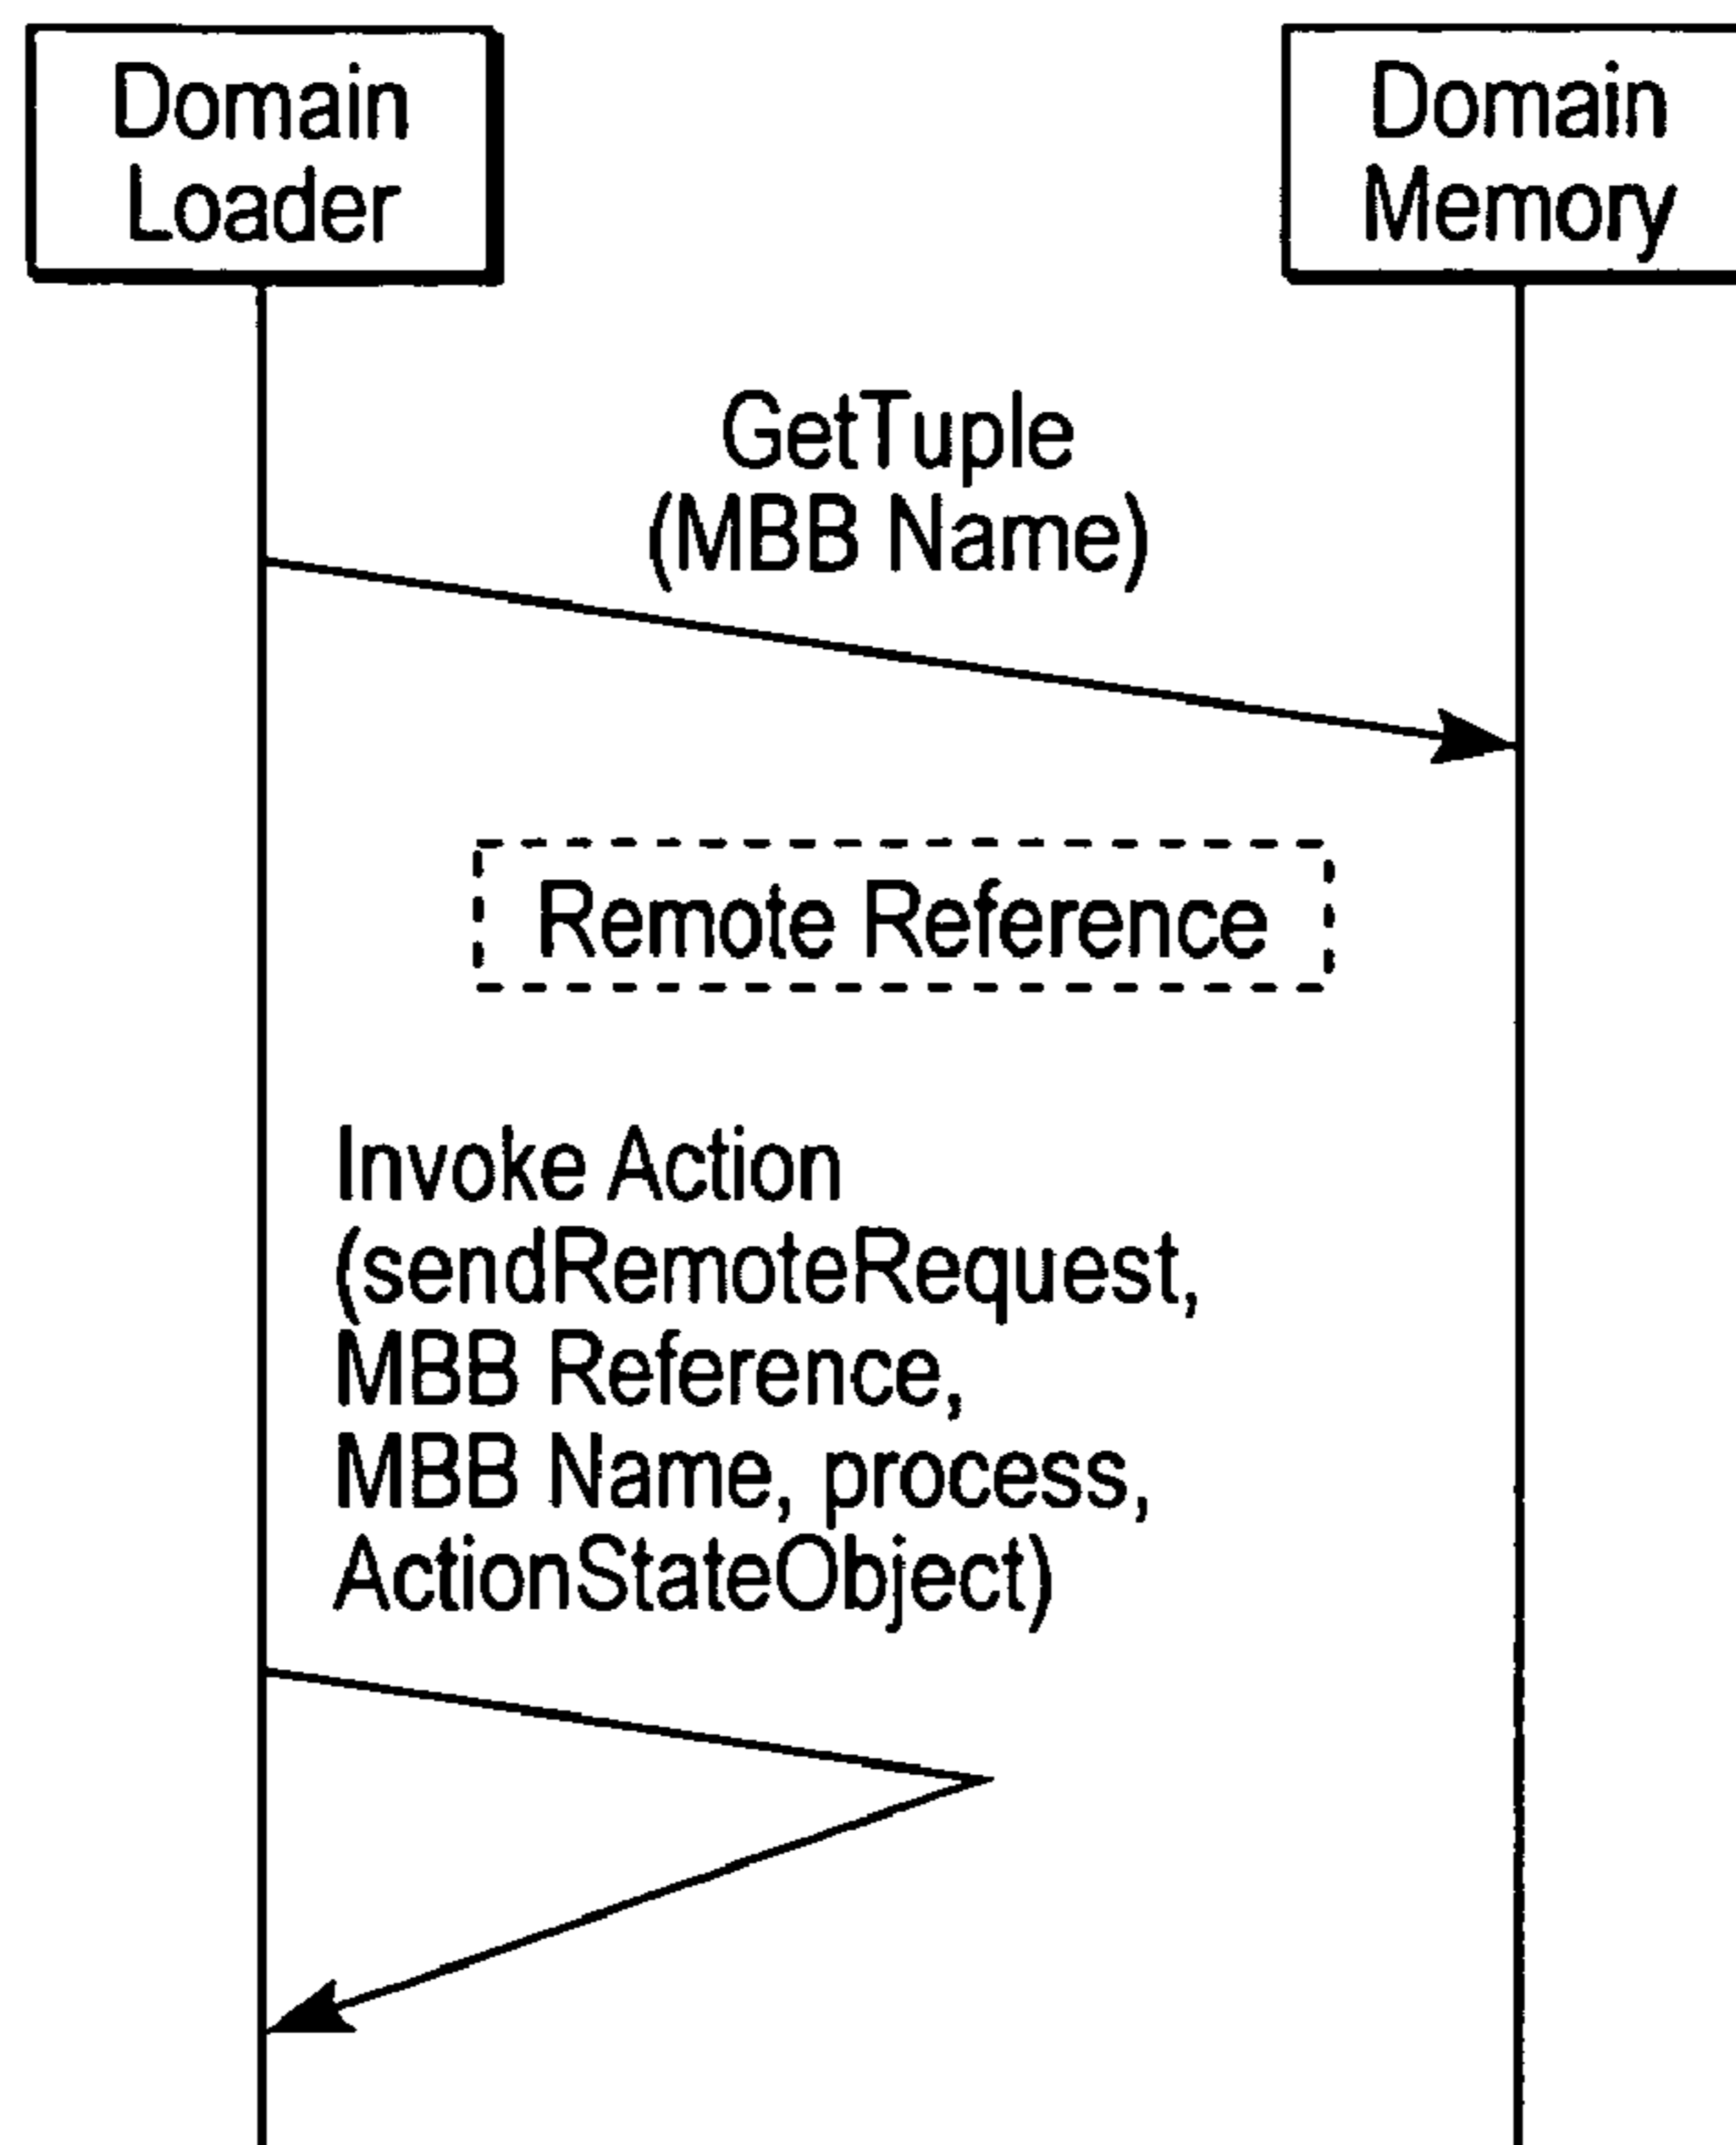 Domain
Loader
Domain
Memory
GetTuple
(MBB Name)
Remote Reference
Invoke Action
(sendRemoteRequest,
MBB Reference,
MBB Name, process,
ActionStateObject)